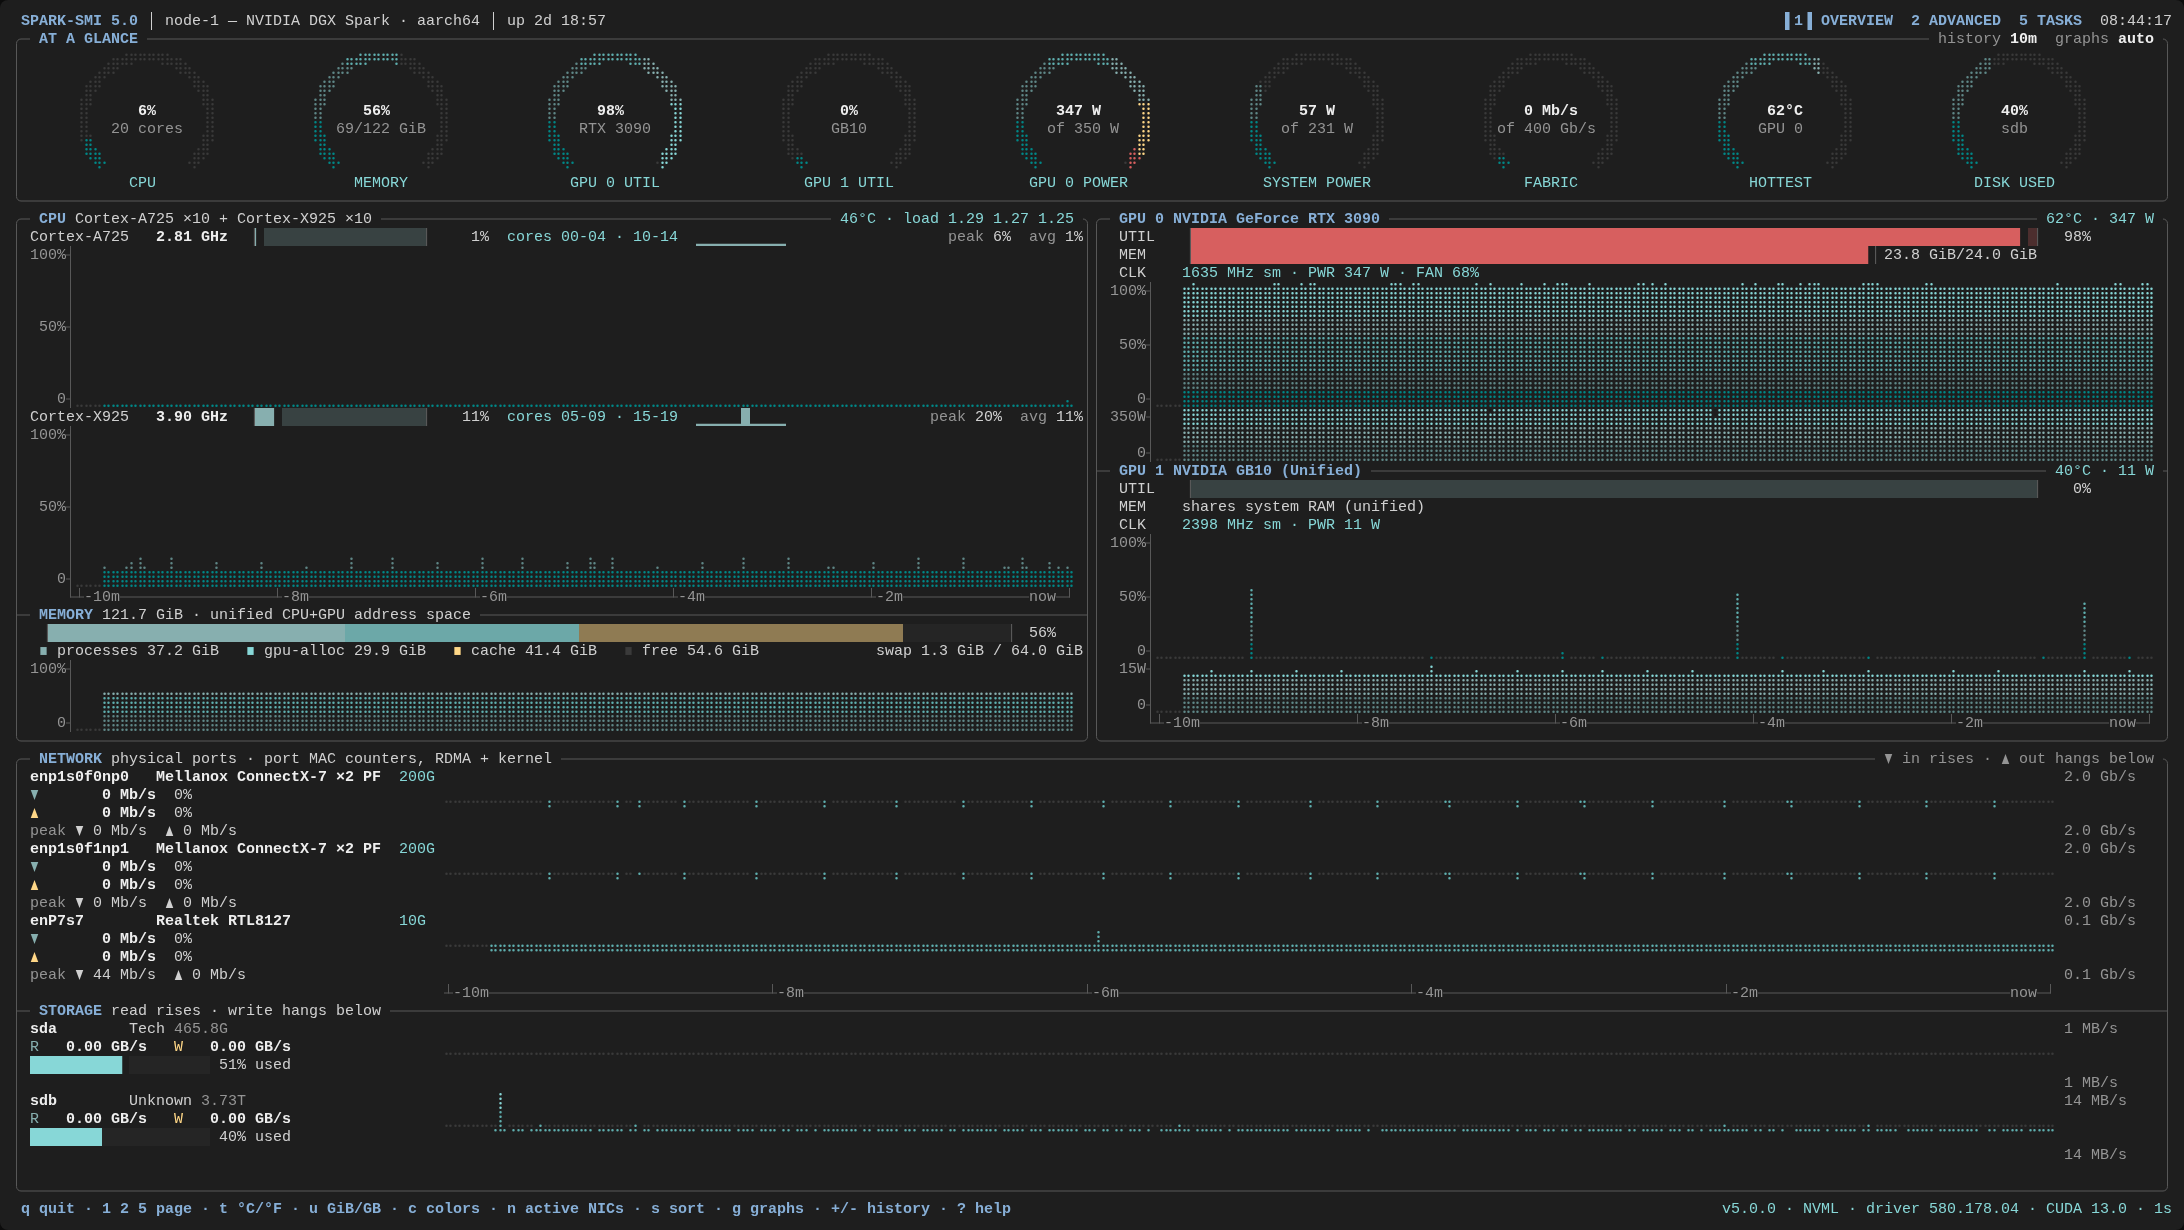 SPARK-SMI 5.0 │ node-1 — NVIDIA DGX Spark · aarch64 │ up 2d 18:57 ▌1▐ OVERVIEW 2 ADVANCED 5 TASKS 08:44:17
AT A GLANCE history 10m graphs auto
6% 56% 98% 0% 347 W 57 W 0 Mb/s 62°C 40%
20 cores 69/122 GiB RTX 3090 GB10 of 350 W of 231 W of 400 Gb/s GPU 0 sdb
CPU MEMORY GPU 0 UTIL GPU 1 UTIL GPU 0 POWER SYSTEM POWER FABRIC HOTTEST DISK USED
CPU Cortex-A725 ×10 + Cortex-X925 ×10 46°C · load 1.29 1.27 1.25
Cortex-A725 2.81 GHz 1% cores 00-04 · 10-14 peak 6% avg 1%
100%
50%
0
Cortex-X925 3.90 GHz 11% cores 05-09 · 15-19 peak 20% avg 11%
100%
50%
0
-10m -8m -6m -4m -2m now
MEMORY 121.7 GiB · unified CPU+GPU address space
56%
processes 37.2 GiB gpu-alloc 29.9 GiB cache 41.4 GiB free 54.6 GiB swap 1.3 GiB / 64.0 GiB
100%
0
GPU 0 NVIDIA GeForce RTX 3090 62°C · 347 W
UTIL 98%
MEM 23.8 GiB/24.0 GiB
CLK 1635 MHz sm · PWR 347 W · FAN 68%
100%
50%
0
350W
0
GPU 1 NVIDIA GB10 (Unified) 40°C · 11 W
UTIL 0%
MEM shares system RAM (unified)
CLK 2398 MHz sm · PWR 11 W
100%
50%
0
15W
0
-10m -8m -6m -4m -2m now
NETWORK physical ports · port MAC counters, RDMA + kernel ▼ in rises · ▲ out hangs below
enp1s0f0np0 Mellanox ConnectX-7 ×2 PF 200G 2.0 Gb/s
▼ 0 Mb/s 0%
▲ 0 Mb/s 0%
peak ▼ 0 Mb/s ▲ 0 Mb/s 2.0 Gb/s
enp1s0f1np1 Mellanox ConnectX-7 ×2 PF 200G 2.0 Gb/s
▼ 0 Mb/s 0%
▲ 0 Mb/s 0%
peak ▼ 0 Mb/s ▲ 0 Mb/s 2.0 Gb/s
enP7s7 Realtek RTL8127 10G 0.1 Gb/s
▼ 0 Mb/s 0%
▲ 0 Mb/s 0%
peak ▼ 44 Mb/s ▲ 0 Mb/s 0.1 Gb/s
-10m -8m -6m -4m -2m now
STORAGE read rises · write hangs below
sda Tech 465.8G 1 MB/s
R 0.00 GB/s W 0.00 GB/s
51% used
1 MB/s
sdb Unknown 3.73T 14 MB/s
R 0.00 GB/s W 0.00 GB/s
40% used
14 MB/s
q quit · 1 2 5 page · t °C/°F · u GiB/GB · c colors · n active NICs · s sort · g graphs · +/- history · ? help v5.0.0 · NVML · driver 580.178.04 · CUDA 13.0 · 1s